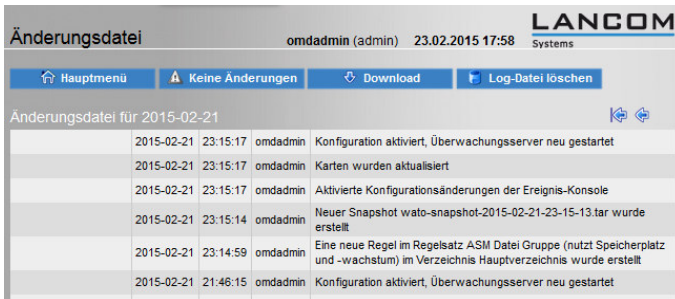 LANCOM
Änderungsdatei
omdadmin (admin) 23.02.2015 17:58
Systems
Hauptmenü Keine Änderungen Download Log-Datei löschen
Änderungsdatei für 2015-02-21
2015-02-21 23:15:17 omdadmin Konfiguration aktiviert, Überwachungsserver neu gestartet
2015-02-21 23:15:17 omdadmin Karten wurden aktualisiert
2015-02-21 23:15:17 omdadmin Aktivierte Konfigurationsänderungen der Ereignis-Konsole
2015-02-21 23:15:14 omdadmin Neuer Snapshot wato-snapshot-2015-02-21-23-15-13.tar wurde
erstellt
2015-02-21 23:14:59 omdadmin Eine neue Regel im Regelsatz ASM Datei Gruppe (nutzt Speicherplatz
und -wachstum) im Verzeichnis Hauptverzeichnis wurde erstellt
2015-02-21 21:46:15 omdadmin Konfiguration aktiviert, Überwachungsserver neu gestartet